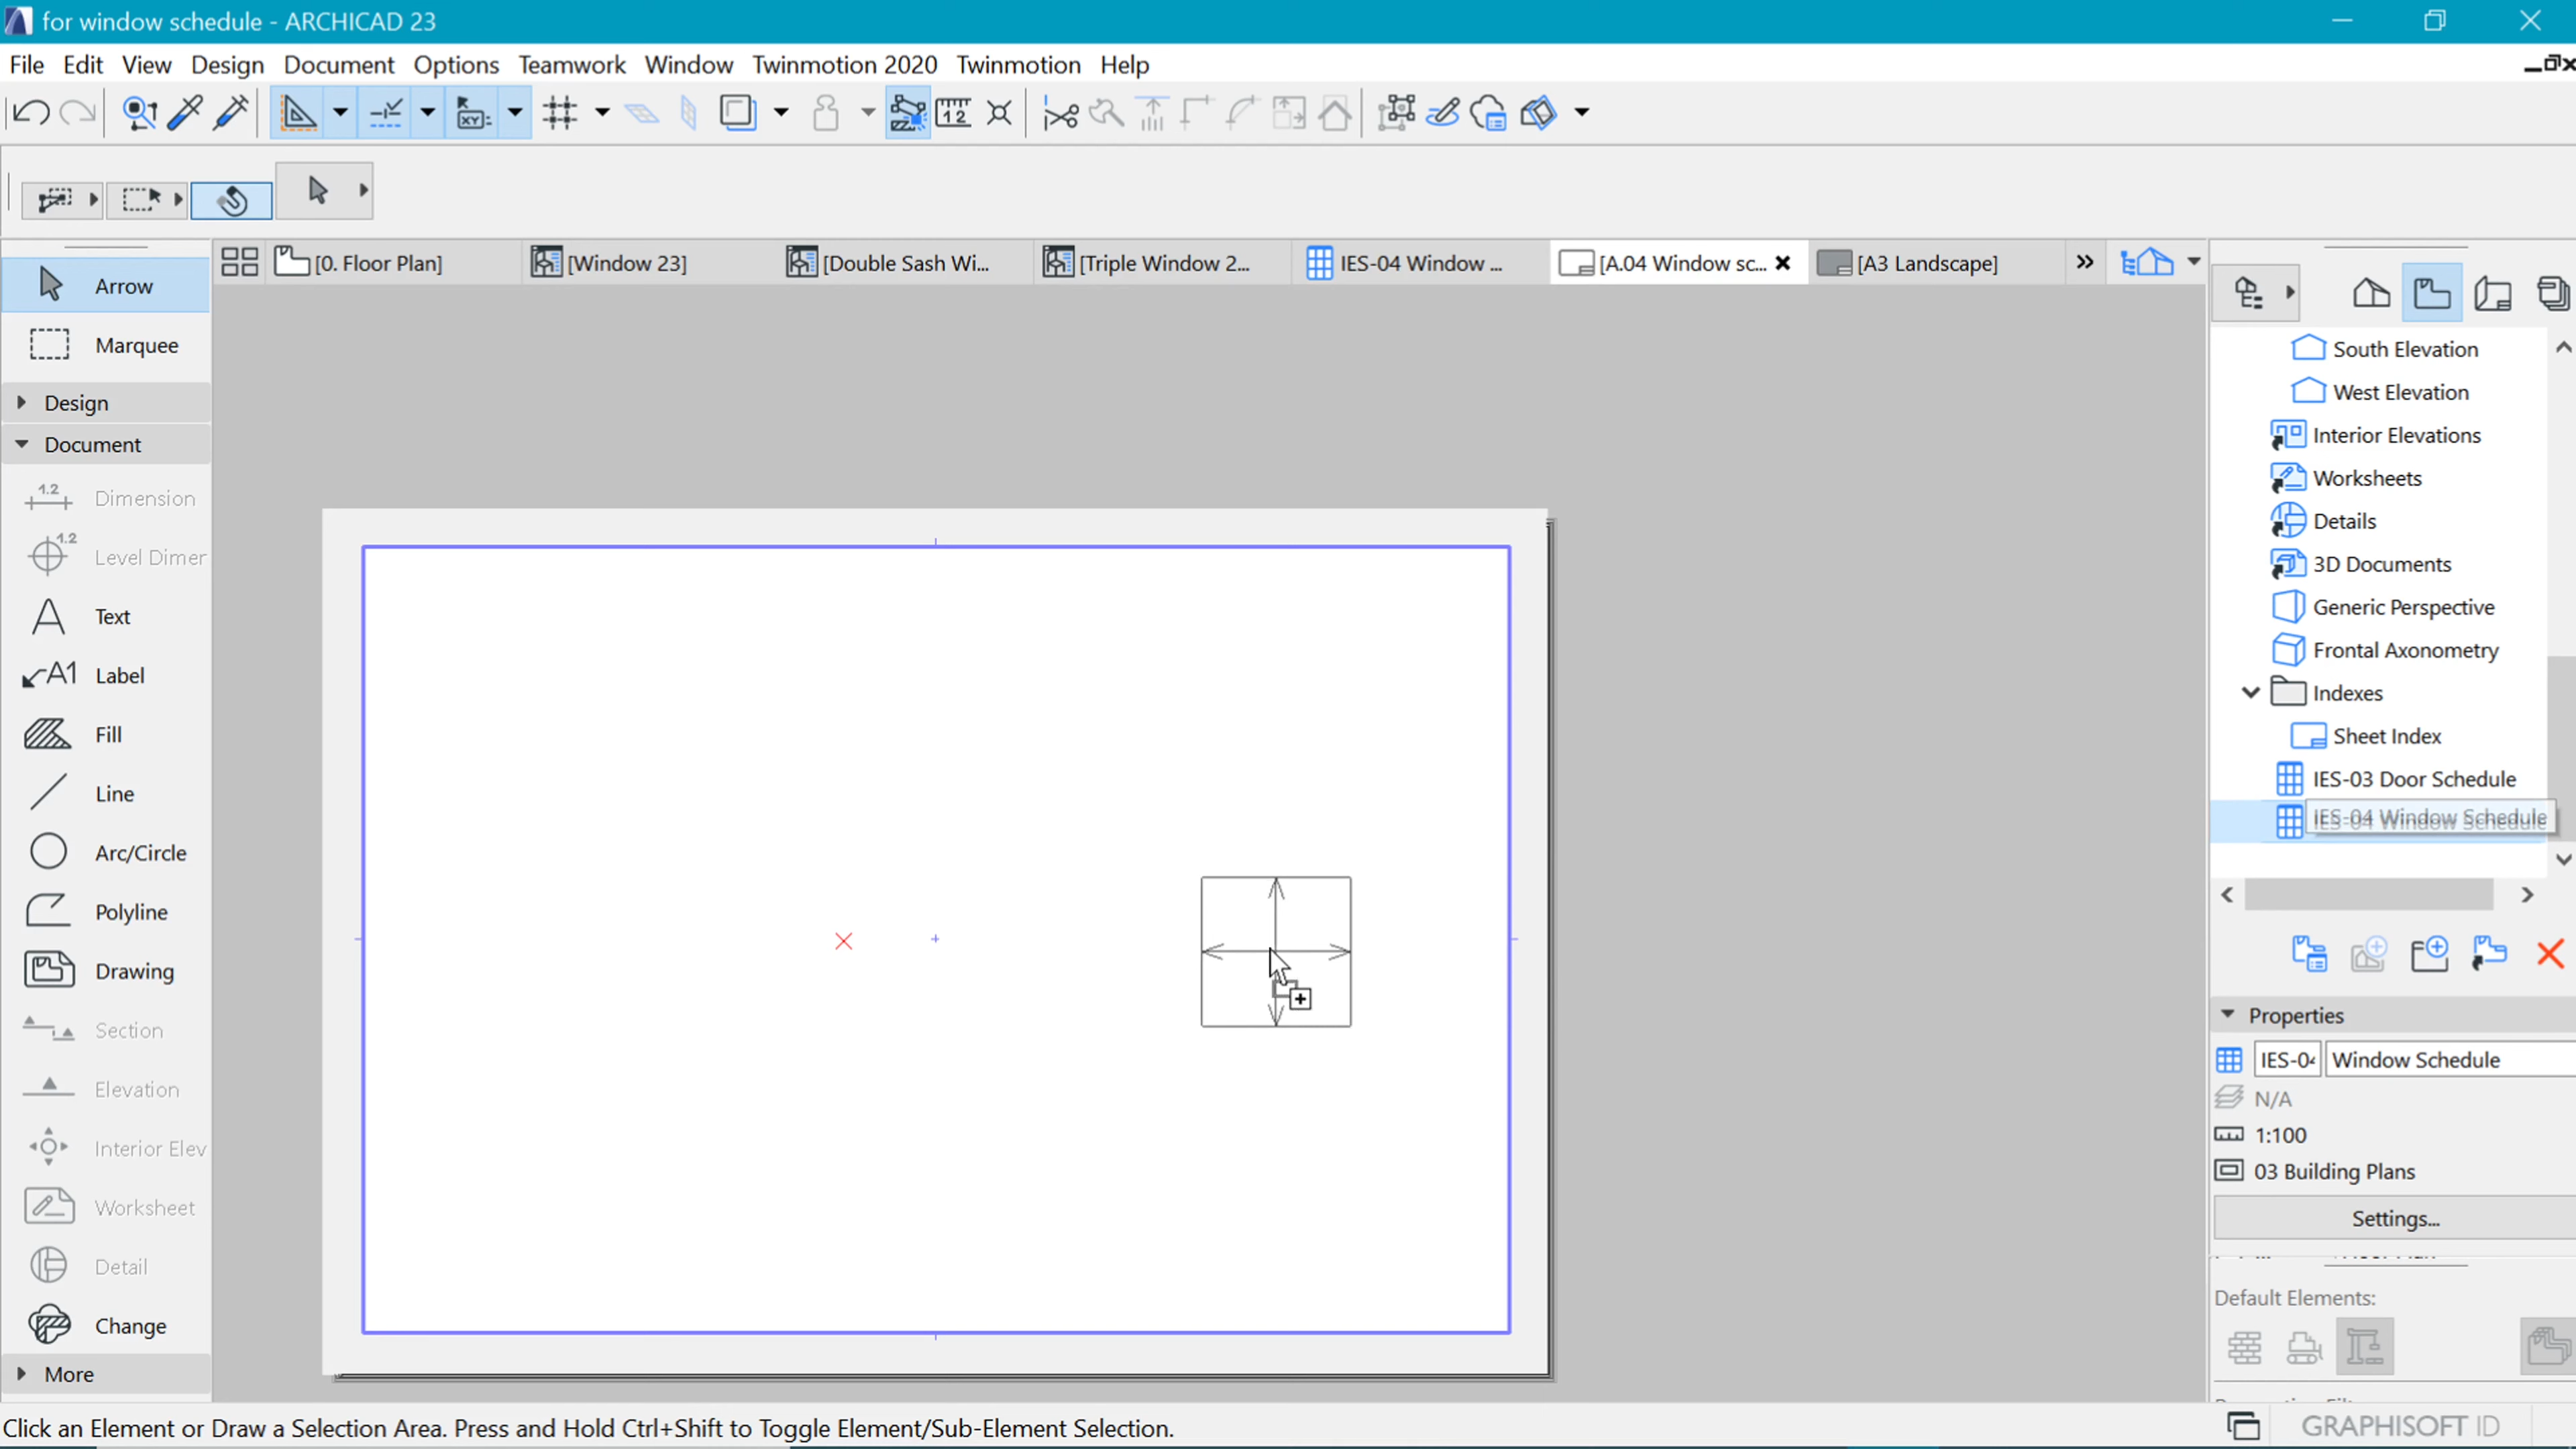 for window schedule - ARCHICAD 23
File Edit View Design Document Options Teamwork Window Twinmotion 2020 Twinmotion Help
[0. Floor Plan] [Window 23] [Double Sash Wi... [Triple Window 2... IES-04 Window ... [A.04 Window sc... [A3 Landscape]
Arrow
Marquee
Design
Document
1.2 Dimension
1.2 Level Dimer
Text
A1 Label
Fill
Line
Arc/Circle
Polyline
Drawing
Section
Elevation
Interior Elev
Worksheet
Detail
Change
More
South Elevation
West Elevation
Interior Elevations
Worksheets
Details
3D Documents
Generic Perspective
Frontal Axonometry
Indexes
Sheet Index
IES-03 Door Schedule
IES-04 Window Schedule
Properties
IES-04 Window Schedule
N/A
1:100
03 Building Plans
Settings...
Default Elements:
Click an Element or Draw a Selection Area. Press and Hold Ctrl+Shift to Toggle Element/Sub-Element Selection.
GRAPHISOFT ID